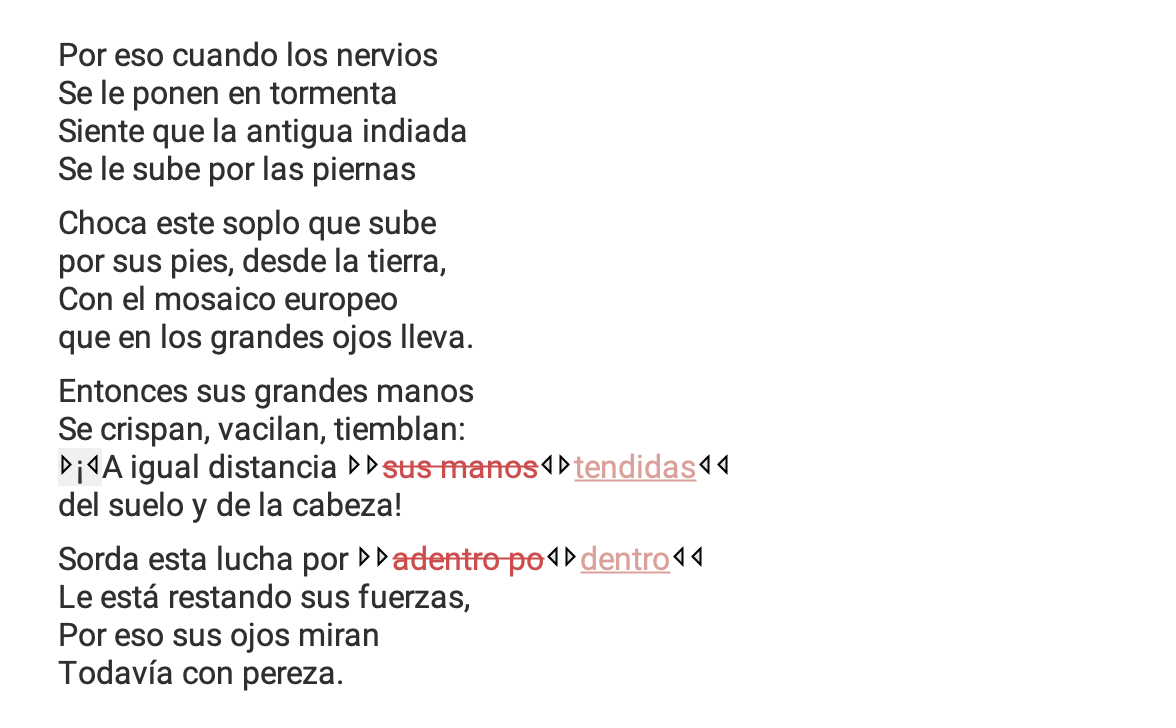 Por eso cuando los nervios
Se le ponen en tormenta
Siente que la antigua indiada
Se le sube por las piernas
Choca este soplo que sube
por sus pies, desde la tierra,
Con el mosaico europeo
que en los grandes ojos lleva.
Entonces sus grandes manos
Se crispan, vacilan, tiemblan:
¡A igual distancia sus manos tendidas
del suelo y de la cabeza!
Sorda esta lucha por adentro po dentro
Le está restando sus fuerzas,
Por eso sus ojos miran
Todavía con pereza.